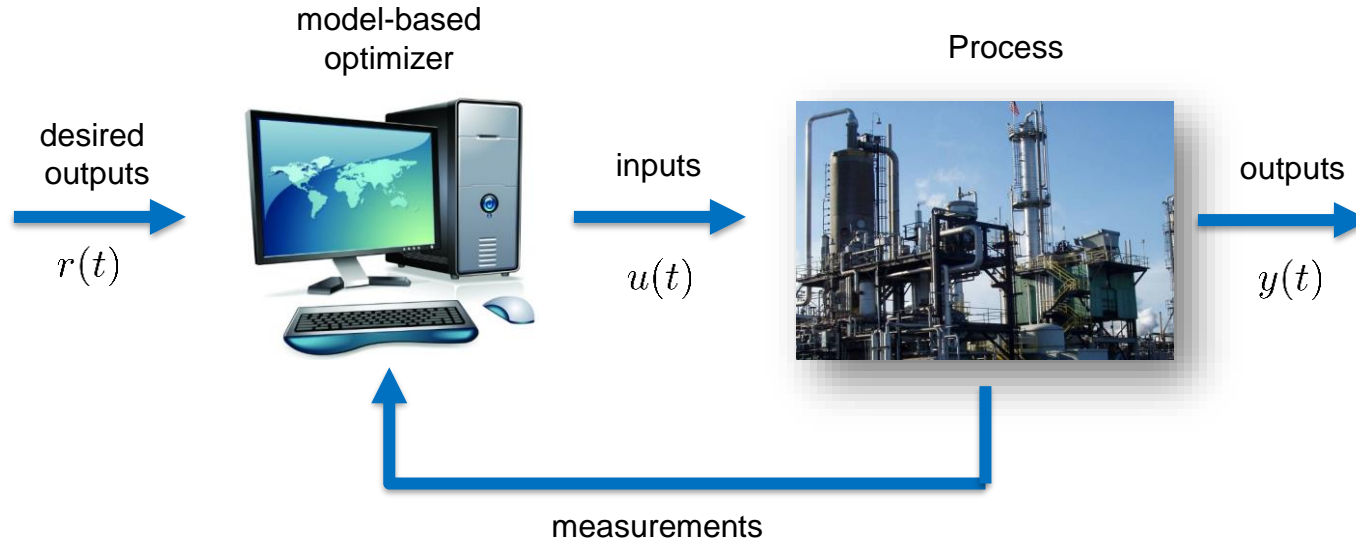 model-based
optimizer
Process
desired
outputs
inputs
outputs
r(t)
u(t)
y(t)
measurements